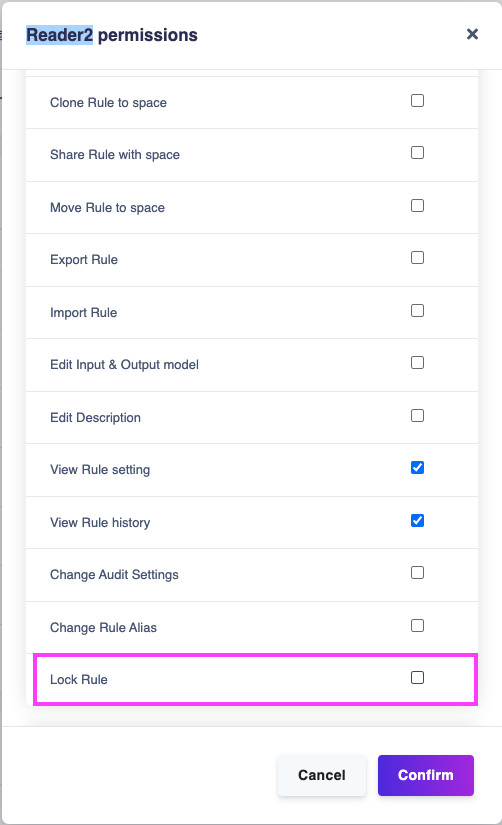 Reader2 permissions
Clone Rule to space
Share Rule with space
Move Rule to space
Export Rule
Import Rule
Edit Input & Output model
Edit Description
View Rule setting
View Rule history
Change Audit Settings
Change Rule Alias
Lock Rule
Cancel Confirm